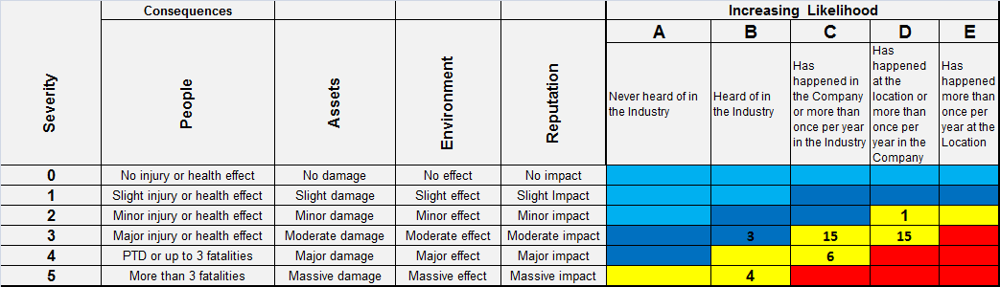 Consequences
Increasing Likelihood
Severity
People
Assets
Environment
Reputation
A
B
C
D
E
Never heard of in
the Industry
Heard of in
the Industry
Has
happened in
the Company
or more than
once per year
in the Industry
Has
happened
at the
location or
more than
once per
year in the
Company
Has
happened
more than
once per
year at the
Location
0 No injury or health effect No damage No effect No impact
1 Slight injury or health effect Slight damage Slight effect Slight Impact
2 Minor injury or health effect Minor damage Minor effect Minor impact 1
3 Major injury or health effect Moderate damage Moderate effect Moderate impact 3 15 15
4 PTD or up to 3 fatalities Major damage Major effect Major impact 6
5 More than 3 fatalities Massive damage Massive effect Massive impact 4